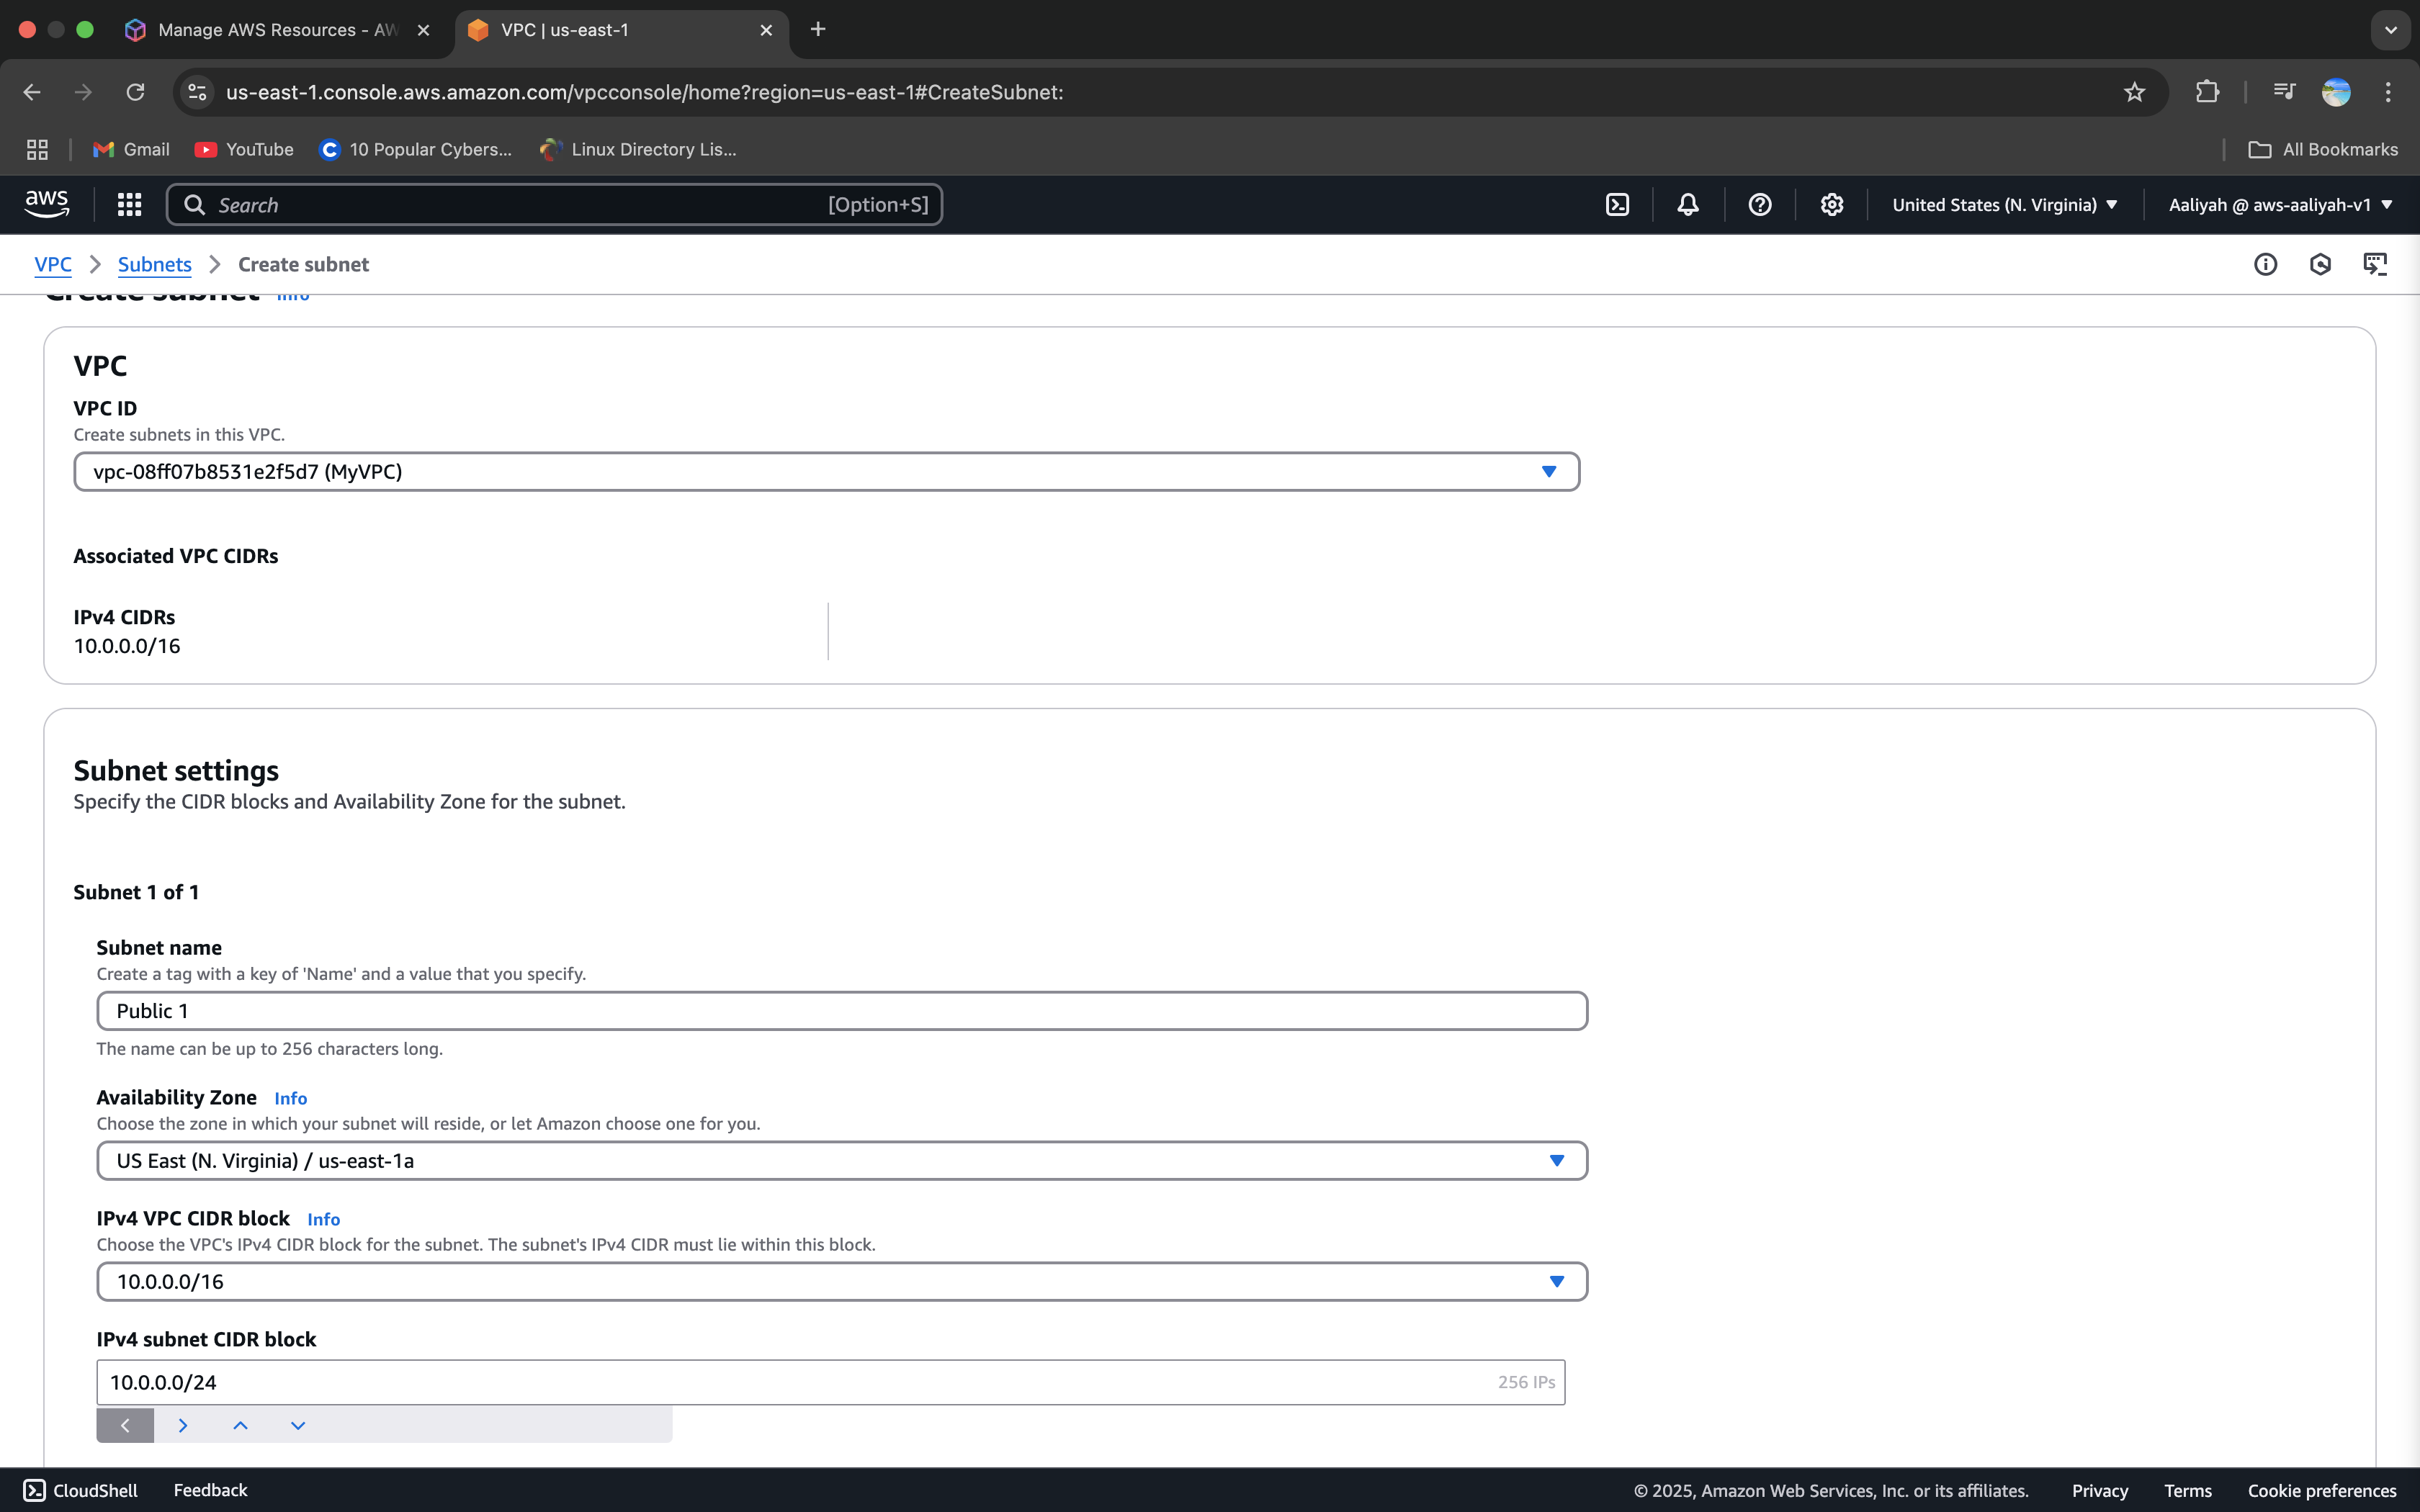 Manage AWS Resources - AW
VPC | us-east-1
us-east-1.console.aws.amazon.com/vpcconsole/home?region=us-east-1#CreateSubnet:
Gmail
YouTube
10 Popular Cybers...
Linux Directory Lis...
All Bookmarks
aws
Search
[Option+S]
United States (N. Virginia)
Aaliyah @ aws-aaliyah-v1
VPC
Subnets
Create subnet
Create subnet Info
VPC
VPC ID
Create subnets in this VPC.
vpc-08ff07b8531e2f5d7 (MyVPC)
Associated VPC CIDRs
IPv4 CIDRs
10.0.0.0/16
Subnet settings
Specify the CIDR blocks and Availability Zone for the subnet.
Subnet 1 of 1
Subnet name
Create a tag with a key of 'Name' and a value that you specify.
Public 1
The name can be up to 256 characters long.
Availability Zone Info
Choose the zone in which your subnet will reside, or let Amazon choose one for you.
US East (N. Virginia) / us-east-1a
IPv4 VPC CIDR block Info
Choose the VPC's IPv4 CIDR block for the subnet. The subnet's IPv4 CIDR must lie within this block.
10.0.0.0/16
IPv4 subnet CIDR block
10.0.0.0/24
256 IPs
CloudShell
Feedback
© 2025, Amazon Web Services, Inc. or its affiliates.
Privacy
Terms
Cookie preferences